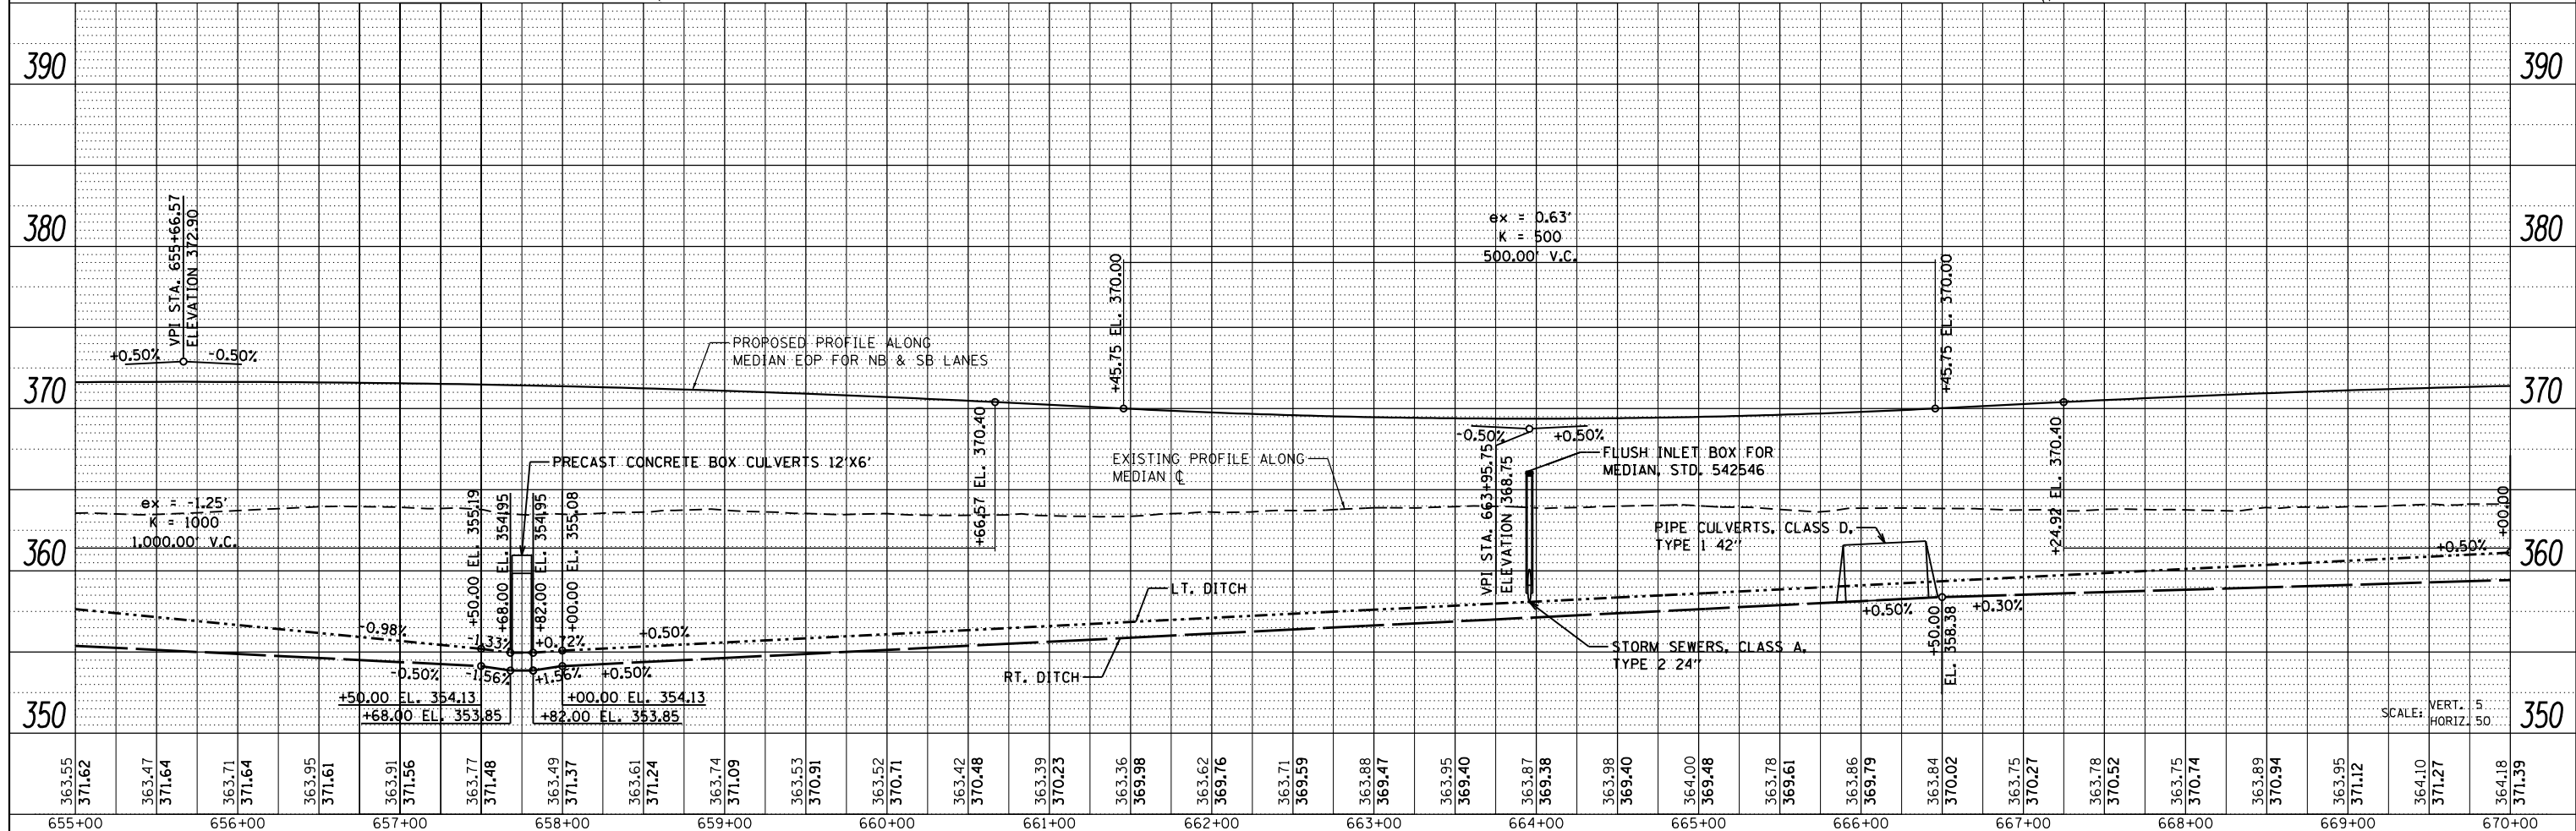 390
390
380
380
370
370
360
360
350
350
VPI STA. 655+66.57
ELEVATION 372.90
+0.50%
-0.50%
PROPOSED PROFILE ALONG
MEDIAN EOP FOR NB & SB LANES
ex = 0.63'
K = 500
500.00' V.C.
+45.75 EL. 370.00
+45.75 EL. 370.00
ex = -1.25'
K = 1000
1,000.00' V.C.
PRECAST CONCRETE BOX CULVERTS 12'X6'
+50.00 EL. 355.19
+68.00 EL. 354.95
+82.00 EL. 354.95
+00.00 EL. 355.08
+66.57 EL. 370.40
EXISTING PROFILE ALONG
MEDIAN ℄
-0.50%
+0.50%
VPI STA. 663+95.75
ELEVATION 368.75
FLUSH INLET BOX FOR
MEDIAN, STD. 542546
PIPE CULVERTS, CLASS D,
TYPE 1 42"
+24.92 EL. 370.40
+00.00
+0.50%
LT. DITCH
-0.98%
-1.33%
+0.72%
+0.50%
-0.50%
-1.56%
+1.56%
+0.50%
+50.00 EL. 354.13
+68.00 EL. 353.85
+00.00 EL. 354.13
+82.00 EL. 353.85
RT. DITCH
STORM SEWERS, CLASS A,
TYPE 2 24"
+0.50%
+0.30%
+50.00
EL. 358.38
SCALE:
VERT. 5
HORIZ. 50
363.55
371.62
363.47
371.64
363.71
371.64
363.95
371.61
363.91
371.56
363.77
371.48
363.49
371.37
363.61
371.24
363.74
371.09
363.53
370.91
363.52
370.71
363.42
370.48
363.39
370.23
363.36
369.98
363.62
369.76
363.71
369.59
363.88
369.47
363.95
369.40
363.87
369.38
363.98
369.40
364.00
369.48
363.78
369.61
363.86
369.79
363.84
370.02
363.75
370.27
363.78
370.52
363.75
370.74
363.89
370.94
363.95
371.12
364.10
371.27
364.18
371.39
655+00
656+00
657+00
658+00
659+00
660+00
661+00
662+00
663+00
664+00
665+00
666+00
667+00
668+00
669+00
670+00